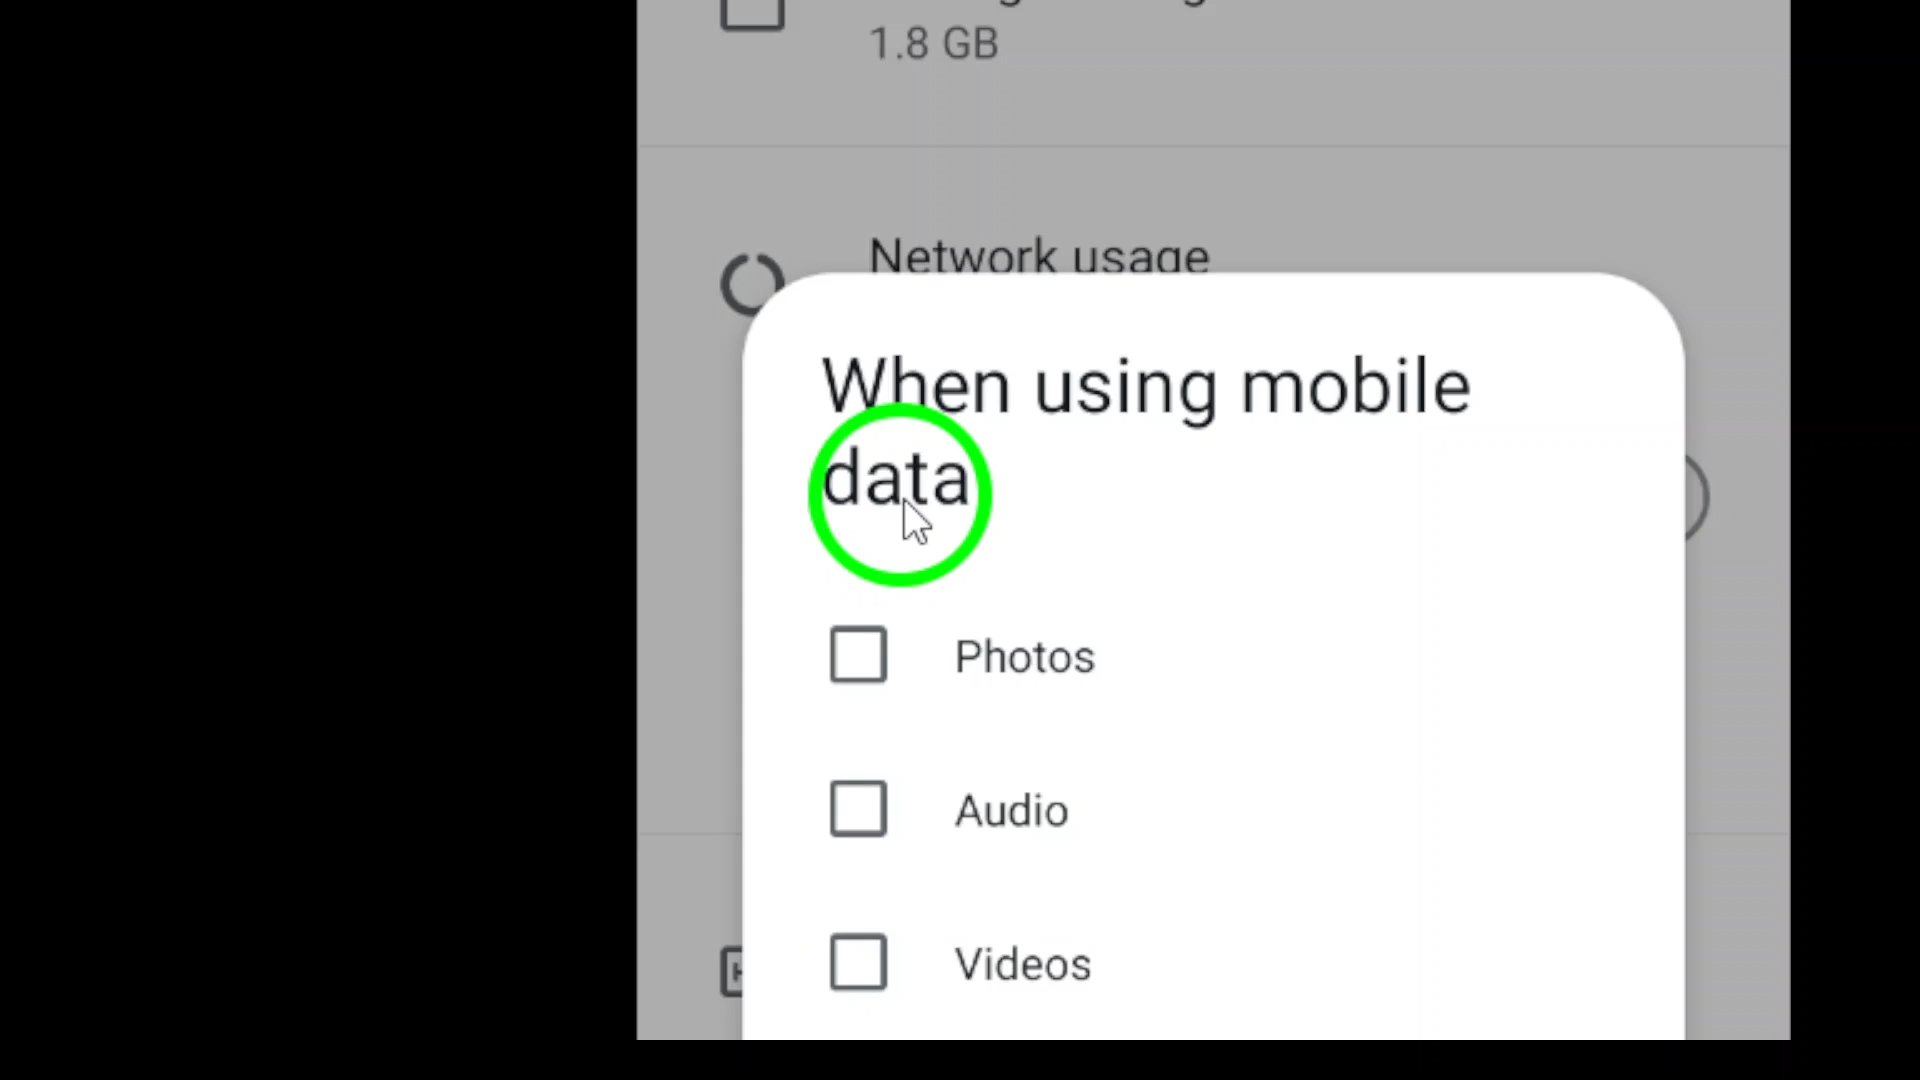 1.8 GB
Network usage
When using mobile
data
Photos
Audio
Videos